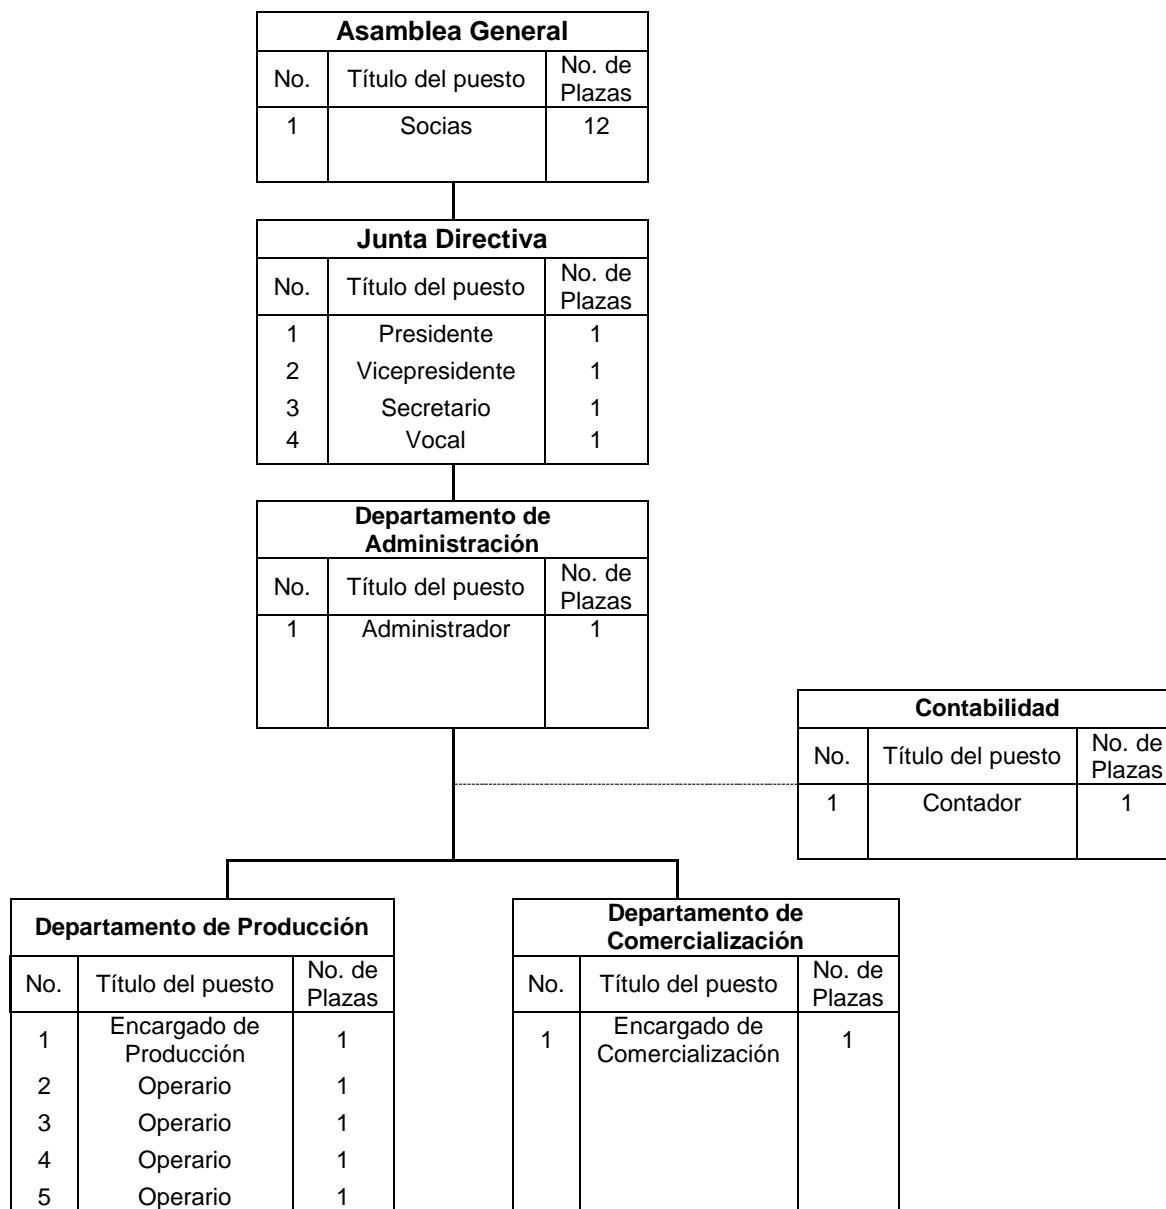 Asamblea General
No. Título del puesto No. de
Plazas
1 Socias 12
Junta Directiva
No. Título del puesto No. de
Plazas
1 Presidente 1
2 Vicepresidente 1
3 Secretario 1
4 Vocal 1
Departamento de
Administración
No. Título del puesto No. de
Plazas
1 Administrador 1
Contabilidad
No. Título del puesto No. de
Plazas
1 Contador 1
Departamento de Producción
No. Título del puesto No. de
Plazas
1 Encargado de
Producción 1
2 Operario 1
3 Operario 1
4 Operario 1
5 Operario 1
Departamento de
Comercialización
No. Título del puesto No. de
Plazas
1 Encargado de
Comercialización 1